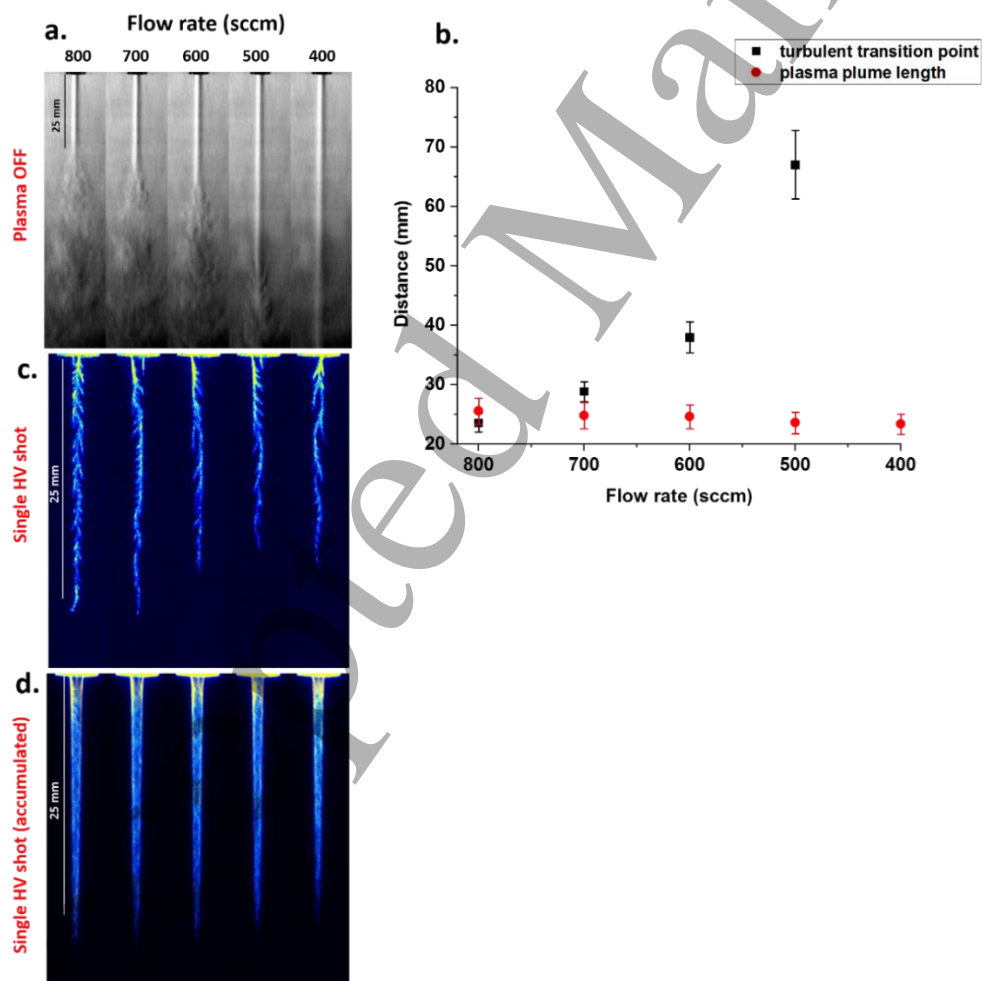 a.
Flow rate (sccm)
800 700 600 500 400
25 mm
Plasma OFF
b.
turbulent transition point
plasma plume length
80
70
60
50
40
30
20
Distance (mm)
800 700 600 500 400
Flow rate (sccm)
c.
25 mm
Single HV shot
d.
25 mm
Single HV shot (accumulated)